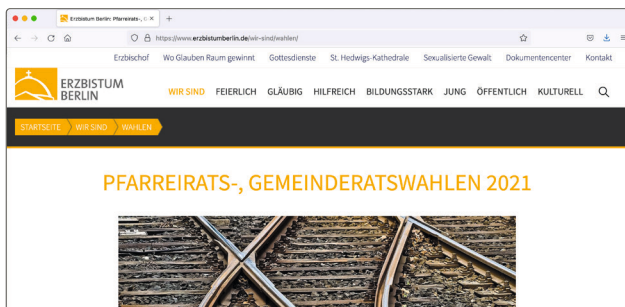 Erzbistum Berlin: Pfarreirats-, G
https://www.erzbistumberlin.de/wir-sind/wahlen/
Erzbischof Wo Glauben Raum gewinnt Gottesdienste St. Hedwigs-Kathedrale Sexualisierte Gewalt Dokumentencenter Kontakt
ERZBISTUM
BERLIN
WIR SIND FEIERLICH GLÄUBIG HILFREICH BILDUNGSSTARK JUNG ÖFFENTLICH KULTURELL
STARTSEITE WIR SIND WAHLEN
PFARREIRATS-, GEMEINDERATSWAHLEN 2021